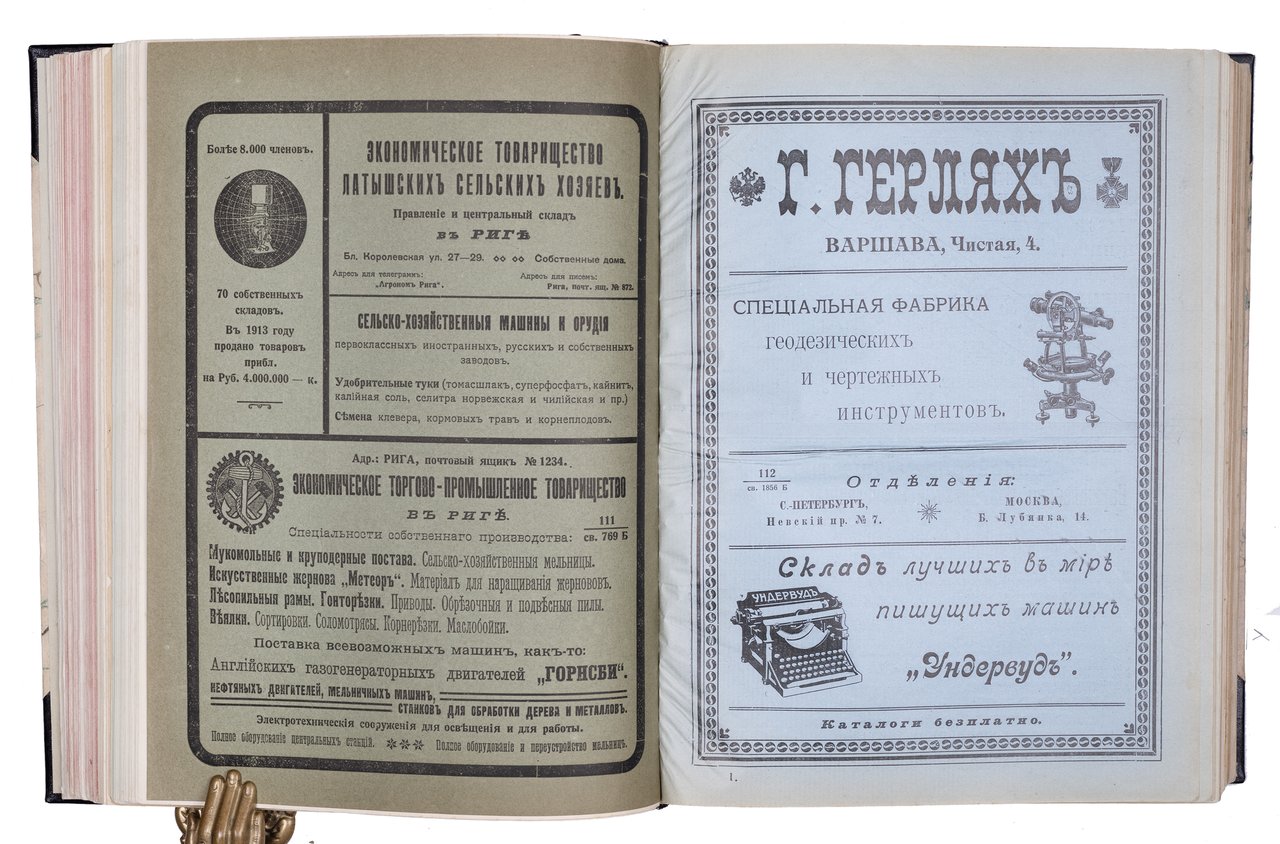 Болѣе 8.000 членовъ.
70 собственныхъ
складовъ.
Въ 1913 году
продано товаровъ
прибл.
на Руб. 4.000.000 — к.
ЭКОНОМИЧЕСКОЕ ТОВАРИЩЕСТВО
ЛАТЫШСКИХЪ СЕЛЬСКИХЪ ХОЗЯЕВЪ.
Правленіе и центральный складъ
въ РИГѢ
Бл. Королевская ул. 27—29. Собственные дома.
Адресъ для телеграммъ:
„Агрономъ Рига“.
Адресъ для писемъ:
Рига, почт. ящ. № 872.
СЕЛЬСКО-ХОЗЯЙСТВЕННЫЯ МАШИНЫ И ОРУДІЯ
первоклассныхъ иностранныхъ, русскихъ и собственныхъ
заводовъ.
Удобрительные туки (томасшлакъ, суперфосфатъ, кайнитъ,
калійная соль, селитра норвежская и чилійская и пр.)
Сѣмена клевера, кормовыхъ травъ и корнеплодовъ.
Адр.: РИГА, почтовый ящикъ № 1234.
ЭКОНОМИЧЕСКОЕ ТОРГОВО-ПРОМЫШЛЕННОЕ ТОВАРИЩЕСТВО
ВЪ РИГѢ.
111
св. 769 Б
Спеціальности собственнаго производства:
Мукомольные и круподерные постава. Сельско-хозяйственныя мельницы.
Искусственные жернова „Метеоръ“. Матеріалъ для наращиванія жернововъ.
Лѣсопильныя рамы. Гонторѣзки. Приводы. Обрѣзочныя и подвѣсныя пилы.
Вѣялки. Сортировки. Соломотрясы. Корнерѣзки. Маслобойки.
Поставка всевозможныхъ машинъ, какъ-то:
Англійскихъ газогенераторныхъ двигателей „ГОРНСБИ“.
НЕФТЯНЫХЪ ДВИГАТЕЛЕЙ, МЕЛЬНИЧНЫХЪ МАШИНЪ,
СТАНКОВЪ ДЛЯ ОБРАБОТКИ ДЕРЕВА И МЕТАЛЛОВЪ.
Электротехническія сооруженія для освѣщенія и для работы.
Полное оборудованіе центральныхъ станцій. Полное оборудованіе и переустройство мельницъ.
Г. ГЕРЛЯХЪ
ВАРШАВА, Чистая, 4.
СПЕЦІАЛЬНАЯ ФАБРИКА
ГЕОДЕЗИЧЕСКИХЪ
И ЧЕРТЕЖНЫХЪ
ИНСТРУМЕНТОВЪ.
112
св. 1856 Б
Отдѣленія:
С.-ПЕТЕРБУРГЪ,
Невскій пр. № 7.
МОСКВА,
Б. Лубянка, 14.
Складъ лучшихъ въ мірѣ
пишущихъ машинъ
УНДЕРВУДЪ
„Ундервудъ“.
Каталоги безплатно.
1.